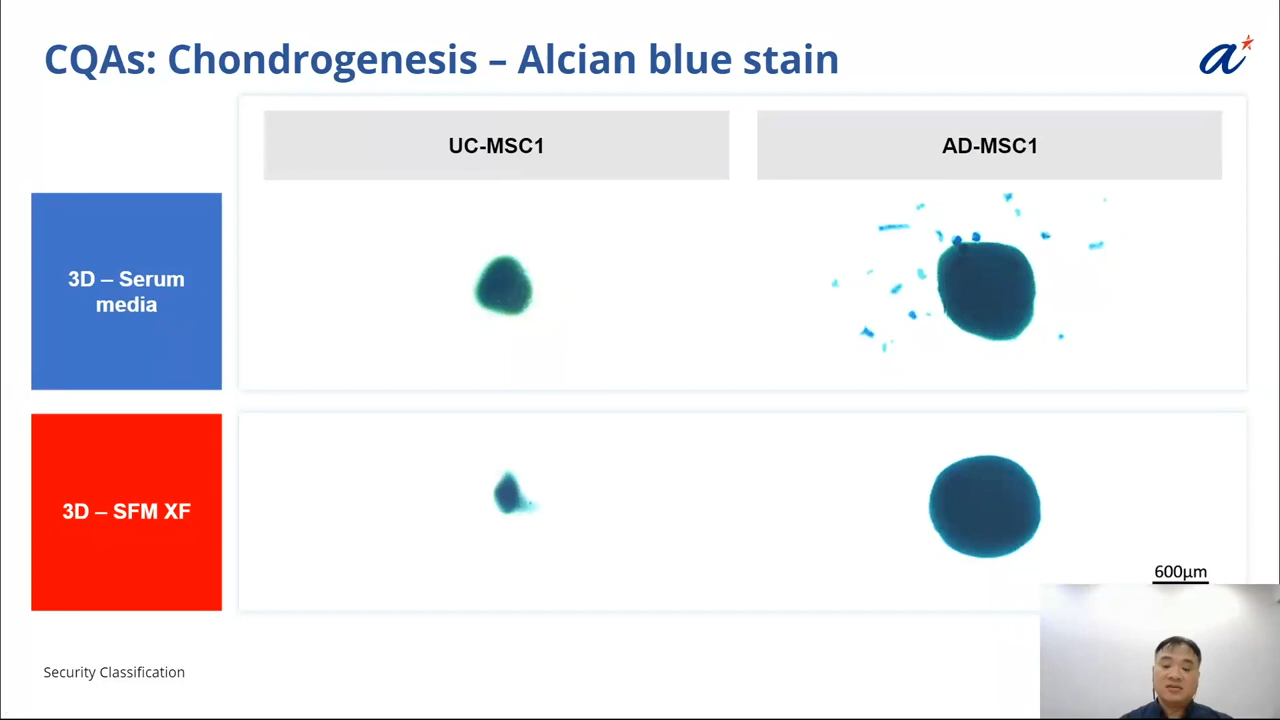 CQAs: Chondrogenesis – Alcian blue stain
a
UC-MSC1
AD-MSC1
3D – Serum
media
3D – SFM XF
600µm
Security Classification